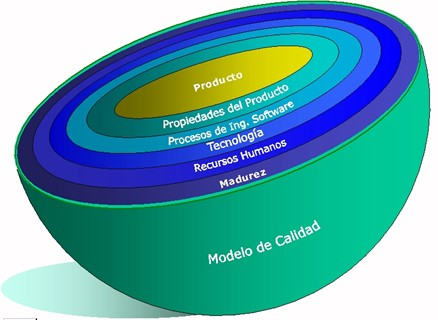 Producto
Propiedades del Producto
Procesos de Ing. Software
Tecnología
Recursos Humanos
Madurez
Modelo de Calidad